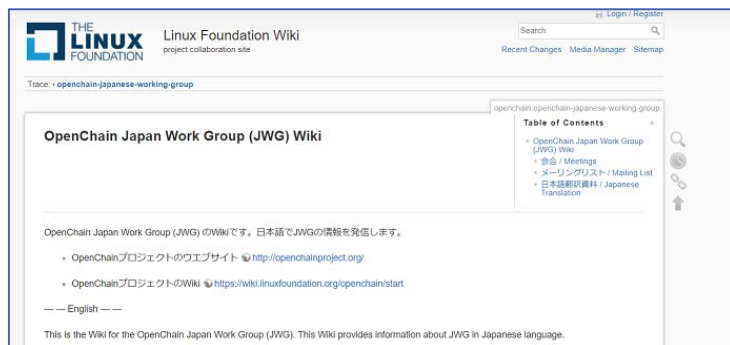 Login / Register
THE
LINUX
FOUNDATION
Linux Foundation Wiki
project collaboration site
Search
Recent Changes Media Manager Sitemap
Trace: • openchain-japanese-working-group
openchain:openchain-japanese-working-group
Table of Contents
OpenChain Japan Work Group
(JWG) Wiki
会合 / Meetings
メーリングリスト / Mailing List
日本語翻訳資料 / Japanese
Translation
OpenChain Japan Work Group (JWG) Wiki
OpenChain Japan Work Group (JWG) のWikiです。日本語でJWGの情報を発信します。
• OpenChainプロジェクトのウエブサイト http://openchainproject.org/
• OpenChainプロジェクトのWiki https://wiki.linuxfoundation.org/openchain/start
— — English — —
This is the Wiki for the OpenChain Japan Work Group (JWG). This Wiki provides information about JWG in Japanese language.